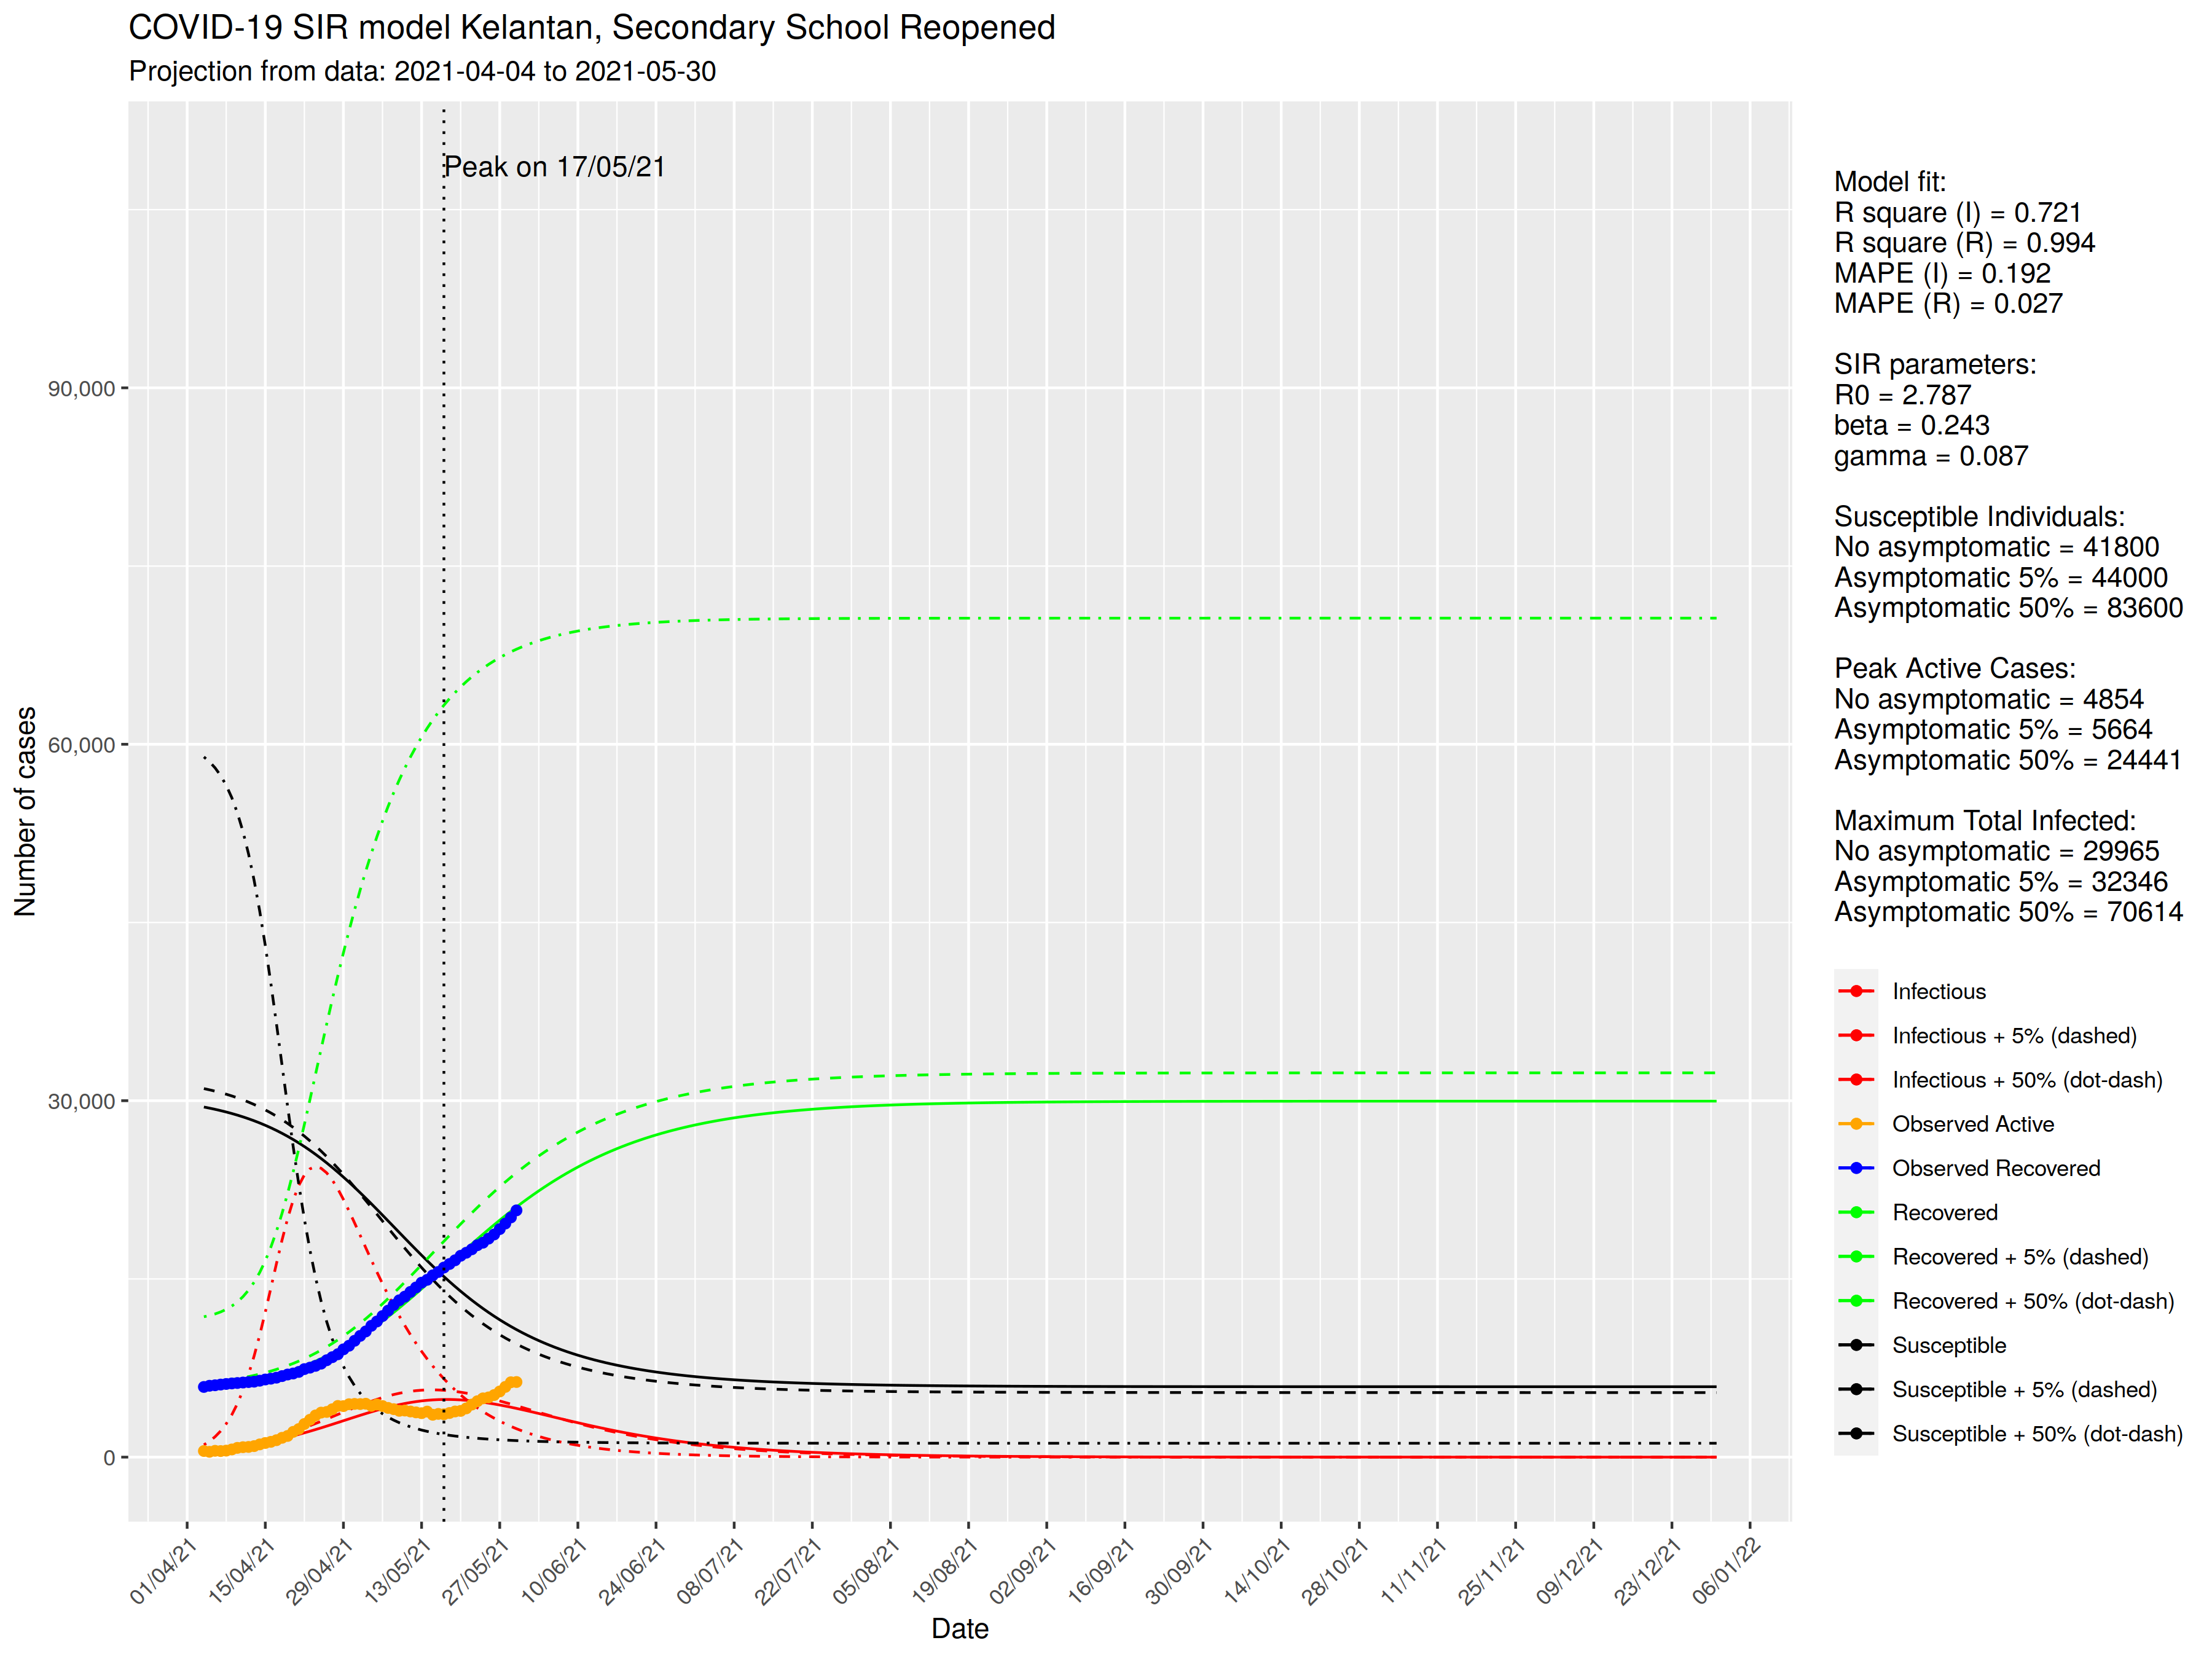 COVID-19 SIR model Kelantan, Secondary School Reopened
Projection from data: 2021-04-04 to 2021-05-30
Peak on 17/05/21
Number of cases
90,000
60,000
30,000
0
01/04/21
15/04/21
29/04/21
13/05/21
27/05/21
10/06/21
24/06/21
08/07/21
22/07/21
05/08/21
19/08/21
02/09/21
16/09/21
30/09/21
14/10/21
28/10/21
11/11/21
25/11/21
09/12/21
23/12/21
06/01/22
Date
Model fit:
R square (I) = 0.721
R square (R) = 0.994
MAPE (I) = 0.192
MAPE (R) = 0.027
SIR parameters:
R0 = 2.787
beta = 0.243
gamma = 0.087
Susceptible Individuals:
No asymptomatic = 41800
Asymptomatic 5% = 44000
Asymptomatic 50% = 83600
Peak Active Cases:
No asymptomatic = 4854
Asymptomatic 5% = 5664
Asymptomatic 50% = 24441
Maximum Total Infected:
No asymptomatic = 29965
Asymptomatic 5% = 32346
Asymptomatic 50% = 70614
Infectious
Infectious + 5% (dashed)
Infectious + 50% (dot-dash)
Observed Active
Observed Recovered
Recovered
Recovered + 5% (dashed)
Recovered + 50% (dot-dash)
Susceptible
Susceptible + 5% (dashed)
Susceptible + 50% (dot-dash)